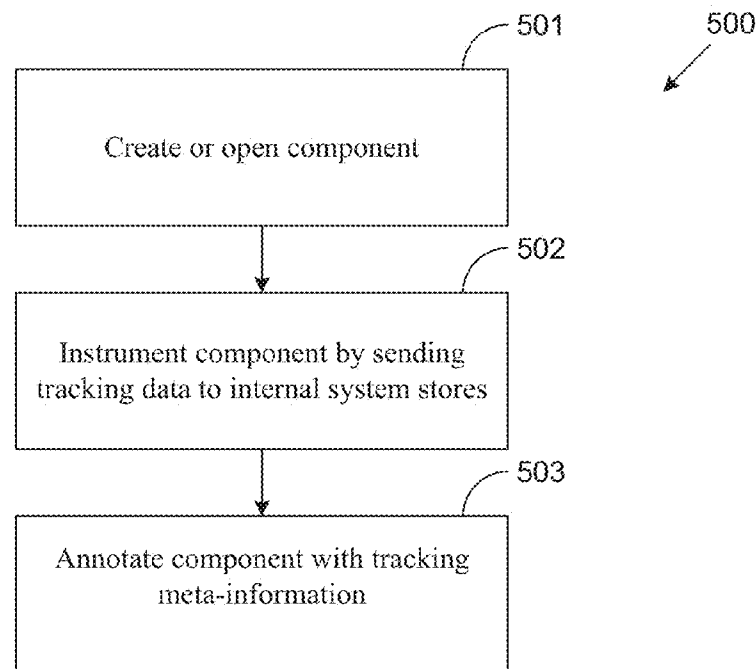 501
500
Create or open component
502
Instrument component by sending
tracking data to internal system stores
503
Annotate component with tracking
meta-information